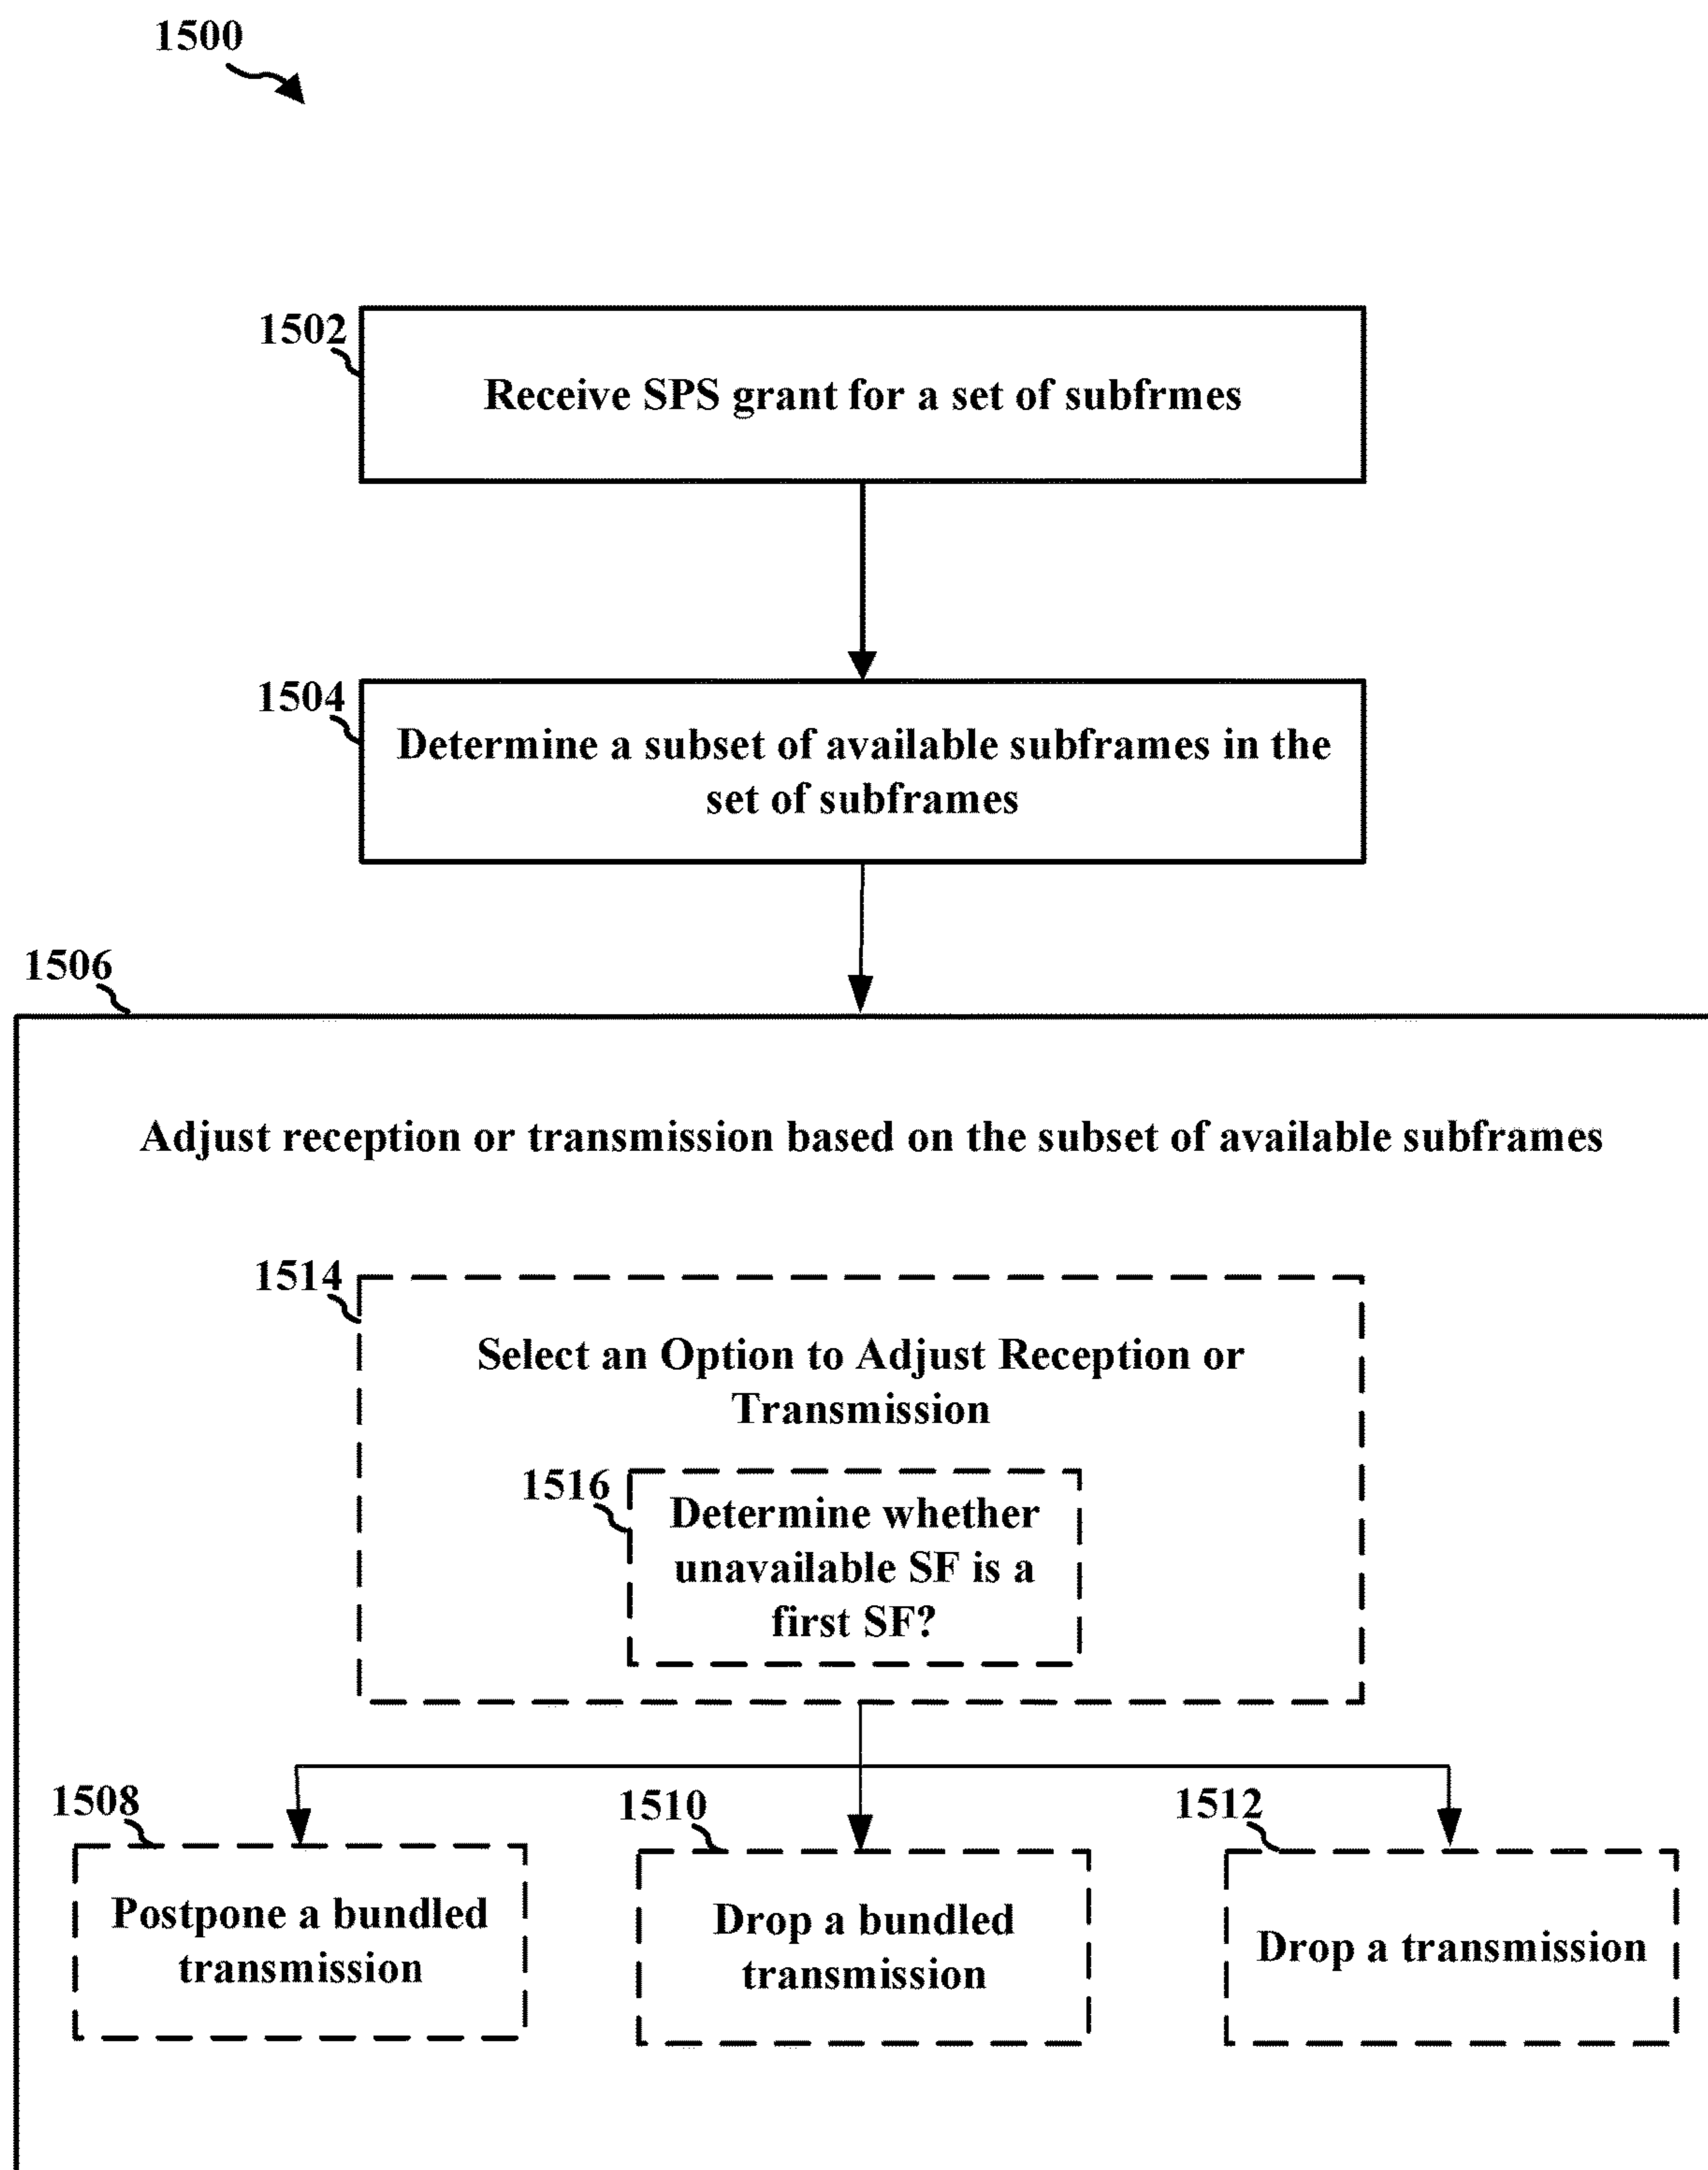 1500
1502
Receive SPS grant for a set of subfrmes
1504
Determine a subset of available subframes in the
set of subframes
1506
Adjust reception or transmission based on the subset of available subframes
1514
Select an Option to Adjust Reception or
Transmission
1516
Determine whether
unavailable SF is a
first SF?
1508
Postpone a bundled
transmission
1510
Drop a bundled
transmission
1512
Drop a transmission